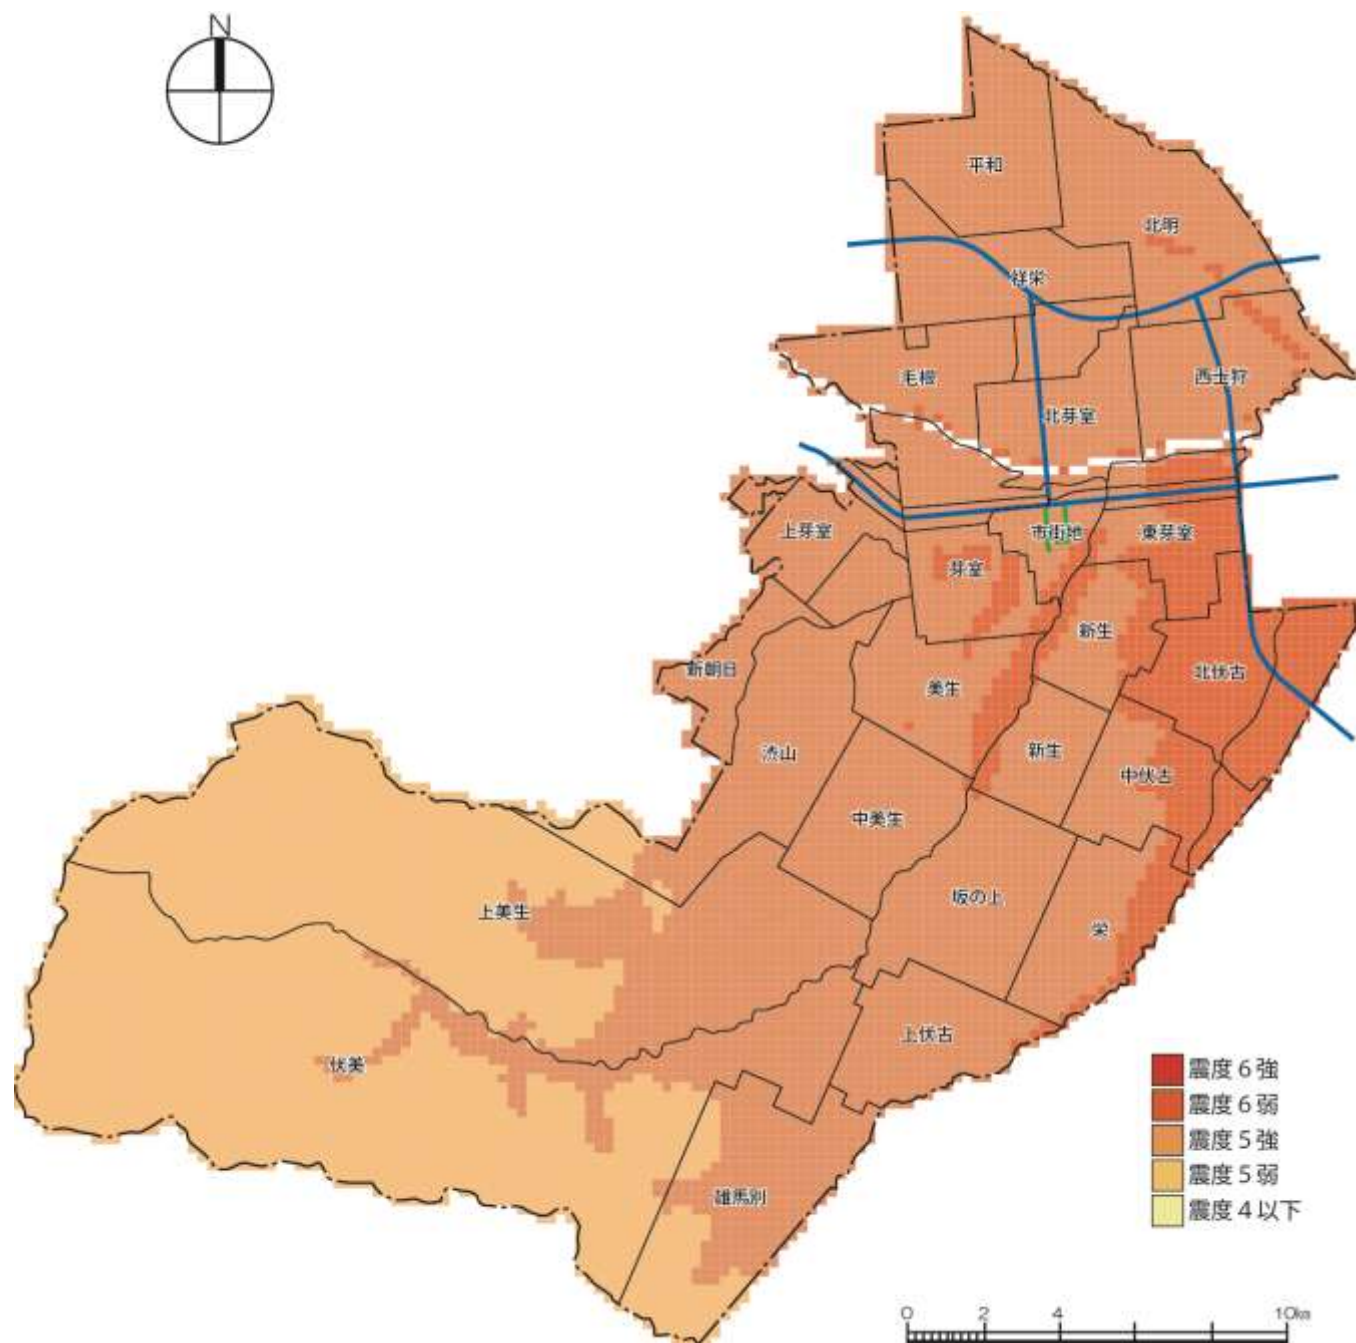 N
平和
北明
祥栄
毛根
西士狩
北芽室
上芽室
市街地
東芽室
芽室
新生
新朝日
美生
北伏古
渋山
新生
中伏古
中美生
坂の上
上美生
栄
上伏古
伏美
雄馬別
震度6強
震度6弱
震度5強
震度5弱
震度4以下
0 2 4 10km